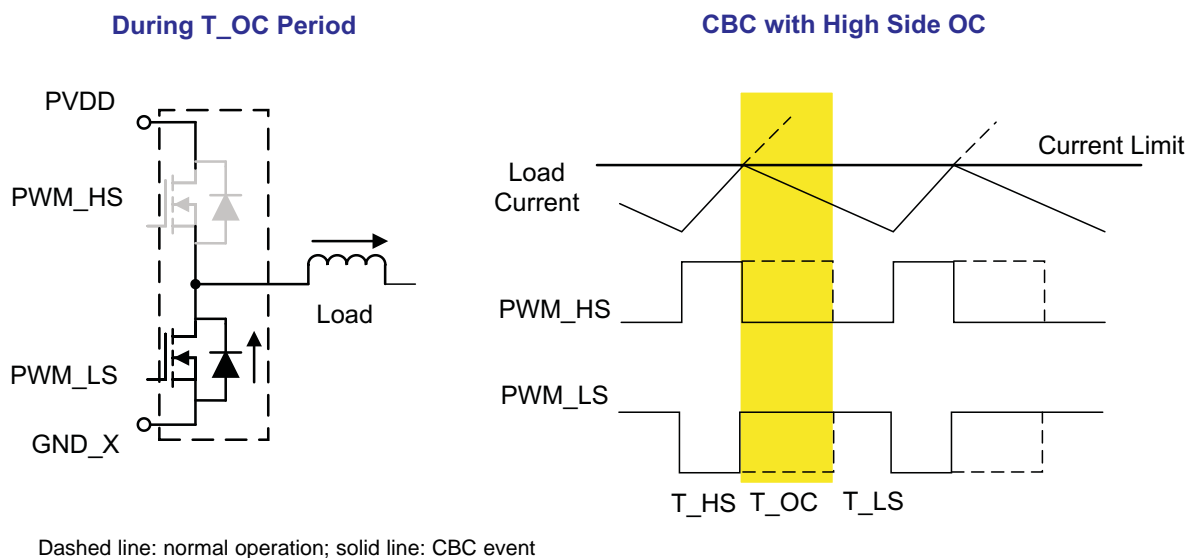 During T_OC Period
CBC with High Side OC
PVDD
PWM_HS
Load
PWM_LS
GND_X
Load
Current
Current Limit
PWM_HS
PWM_LS
T_HS T_OC T_LS
Dashed line: normal operation; solid line: CBC event